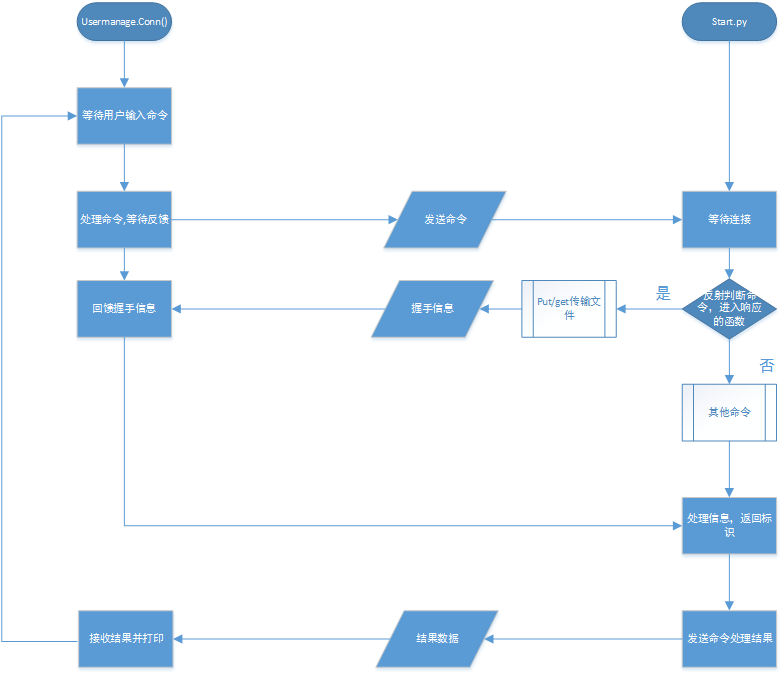 Usermanage.Conn()
Start.py
等待用户输入命令
处理命令,等待反馈
发送命令
等待连接
回馈握手信息
握手信息
Put/get传输文
件
是
反射判断命
令，进入响应
的函数
否
其他命令
处理信息，返回标
识
接收结果并打印
结果数据
发送命令处理结果